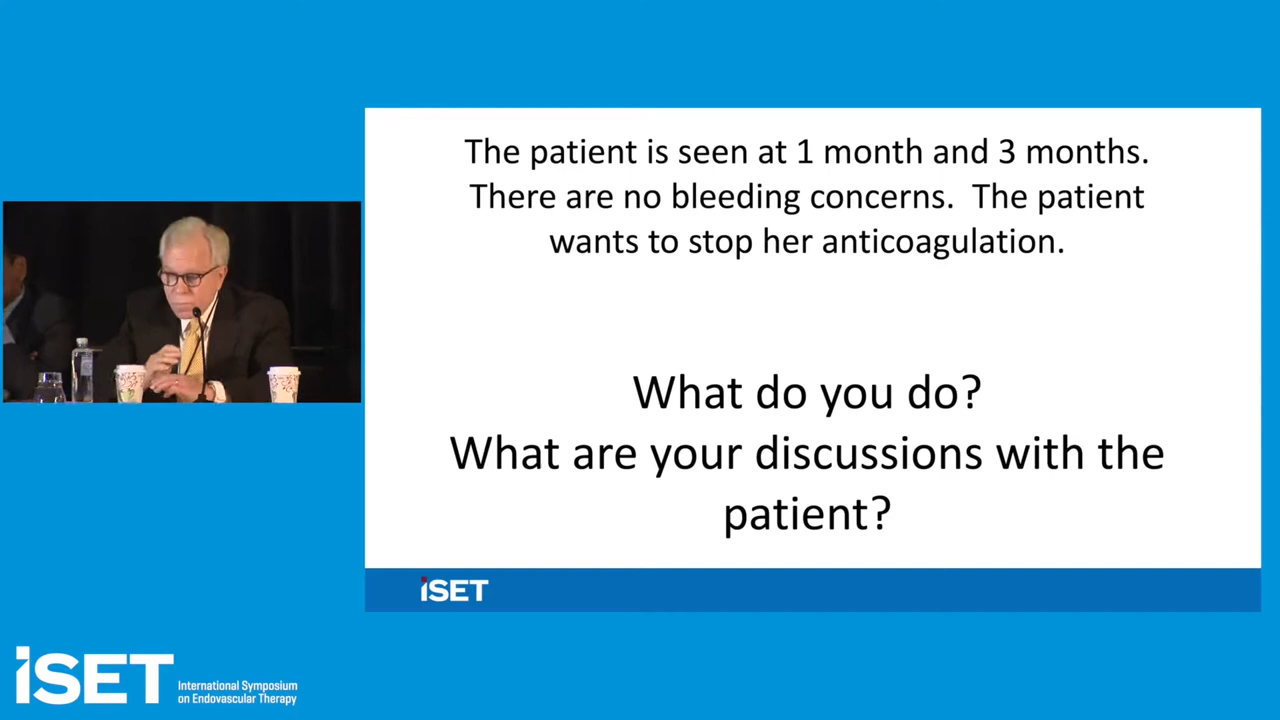 The patient is seen at 1 month and 3 months.
There are no bleeding concerns.  The patient
wants to stop her anticoagulation.
What do you do?
What are your discussions with the
patient?
iSET
iSET
International Symposium
on Endovascular Therapy